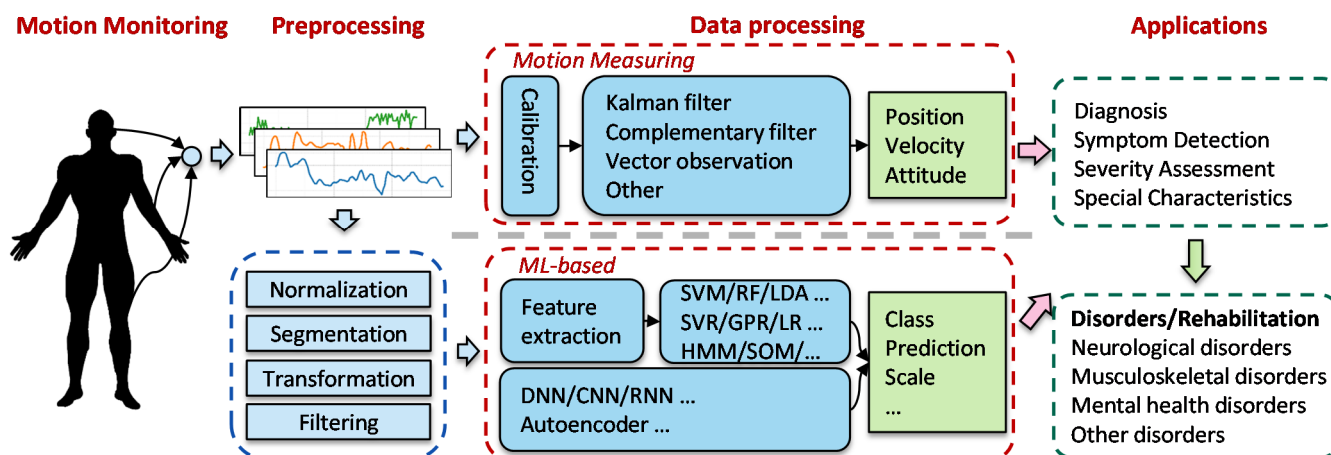 Motion Monitoring
Preprocessing
Data processing
Applications
Motion Measuring
Calibration
Kalman filter
Complementary filter
Vector observation
Other
Position
Velocity
Attitude
Diagnosis
Symptom Detection
Severity Assessment
Special Characteristics
Normalization
Segmentation
Transformation
Filtering
ML-based
Feature
extraction
SVM/RF/LDA ...
SVR/GPR/LR ...
HMM/SOM/...
DNN/CNN/RNN ...
Autoencoder ...
Class
Prediction
Scale
...
Disorders/Rehabilitation
Neurological disorders
Musculoskeletal disorders
Mental health disorders
Other disorders